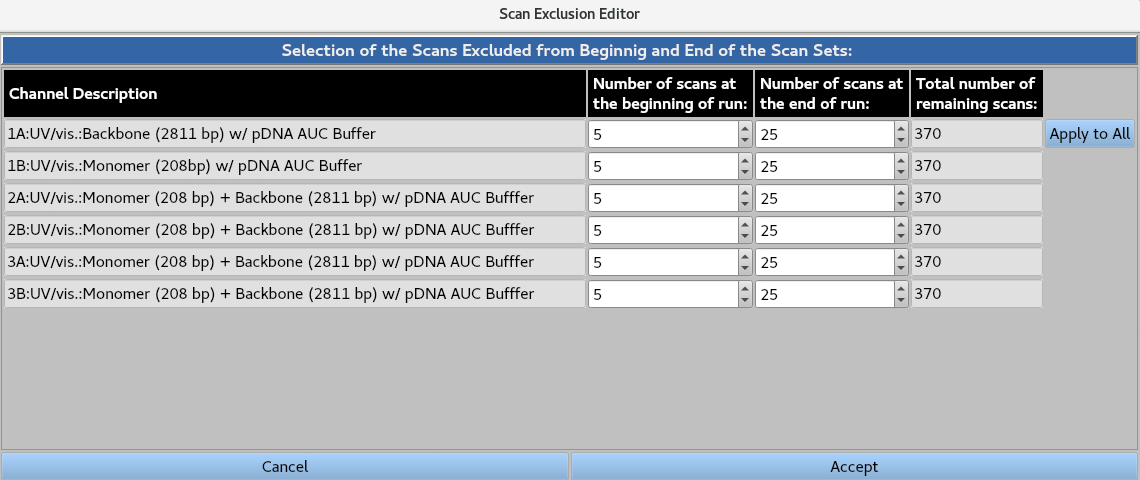 Scan Exclusion Editor
Selection of the Scans Excluded from Beginnig and End of the Scan Sets:
Channel Description
Number of scans at
the beginning of run:
Number of scans at
the end of run:
Total number of
remaining scans:
1A:UV/vis.:Backbone (2811 bp) w/ pDNA AUC Buffer 5 25 370 Apply to All
1B:UV/vis.:Monomer (208bp) w/ pDNA AUC Buffer 5 25 370
2A:UV/vis.:Monomer (208 bp) + Backbone (2811 bp) w/ pDNA AUC Bufffer 5 25 370
2B:UV/vis.:Monomer (208 bp) + Backbone (2811 bp) w/ pDNA AUC Bufffer 5 25 370
3A:UV/vis.:Monomer (208 bp) + Backbone (2811 bp) w/ pDNA AUC Bufffer 5 25 370
3B:UV/vis.:Monomer (208 bp) + Backbone (2811 bp) w/ pDNA AUC Bufffer 5 25 370
Cancel Accept